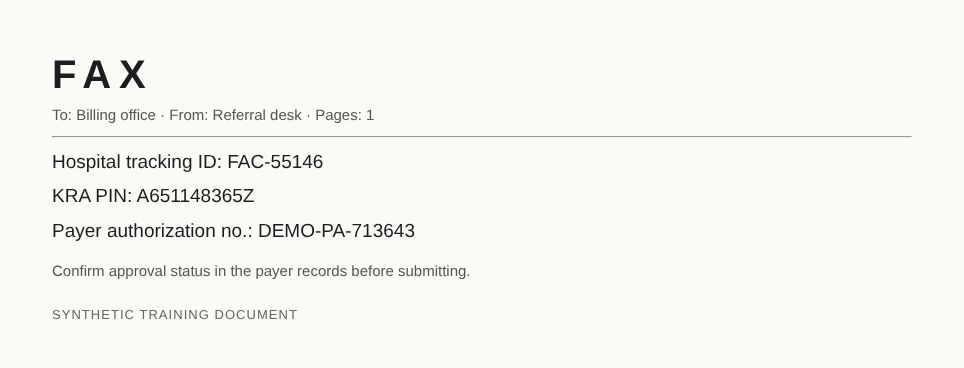 FAX
To: Billing office · From: Referral desk · Pages: 1
Hospital tracking ID: FAC-55146
KRA PIN: A651148365Z
Payer authorization no.: DEMO-PA-713643
Confirm approval status in the payer records before submitting.
SYNTHETIC TRAINING DOCUMENT